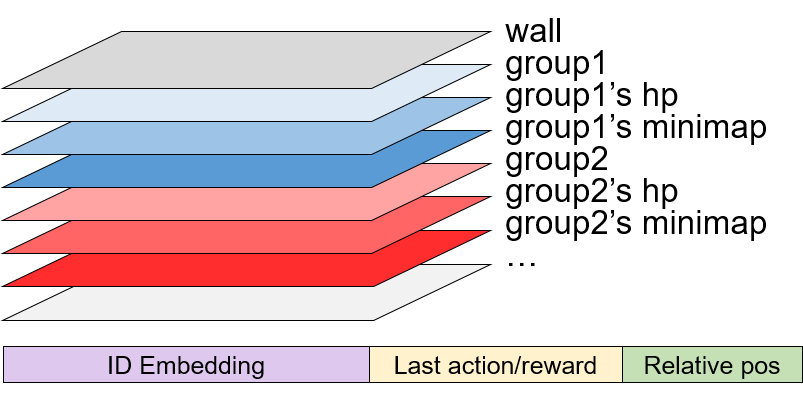 wall
group1
group1’s hp
group1’s minimap
group2
group2’s hp
group2’s minimap
...
ID Embedding
Last action/reward
Relative pos